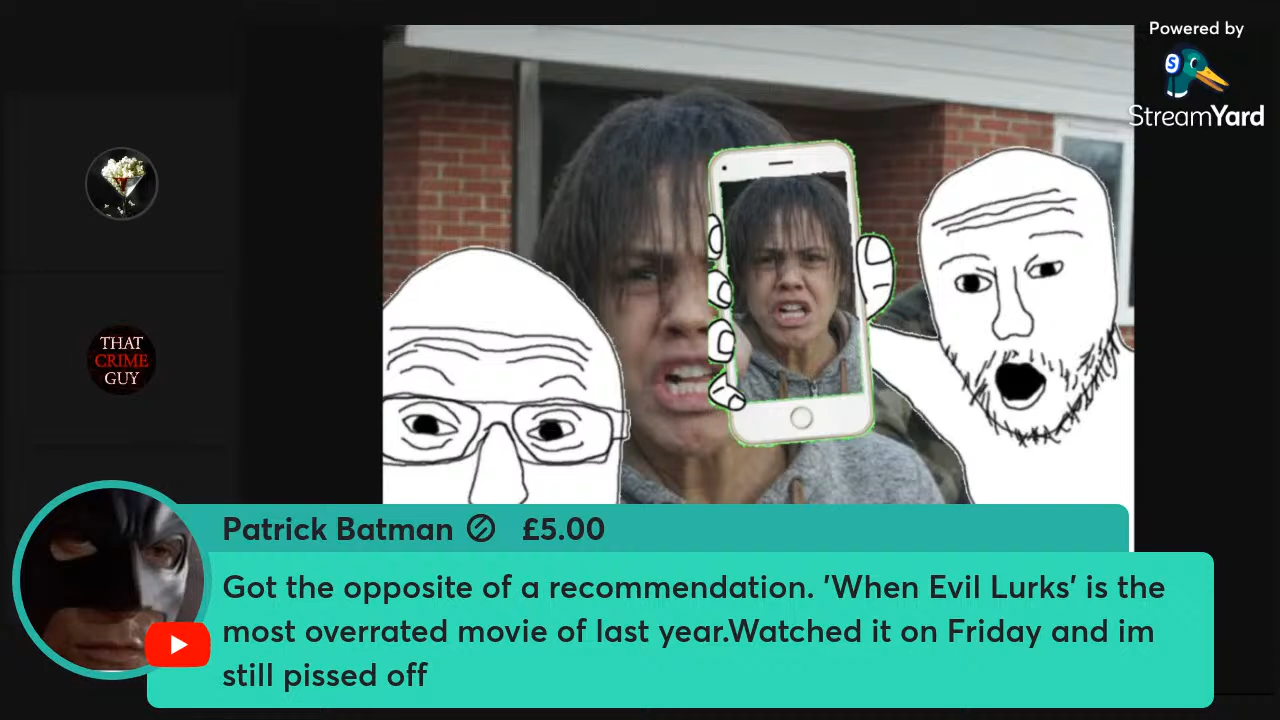 Powered by
StreamYard
THAT
CRIME
GUY
Patrick Batman £5.00
Got the opposite of a recommendation. 'When Evil Lurks' is the
most overrated movie of last year.Watched it on Friday and im
still pissed off